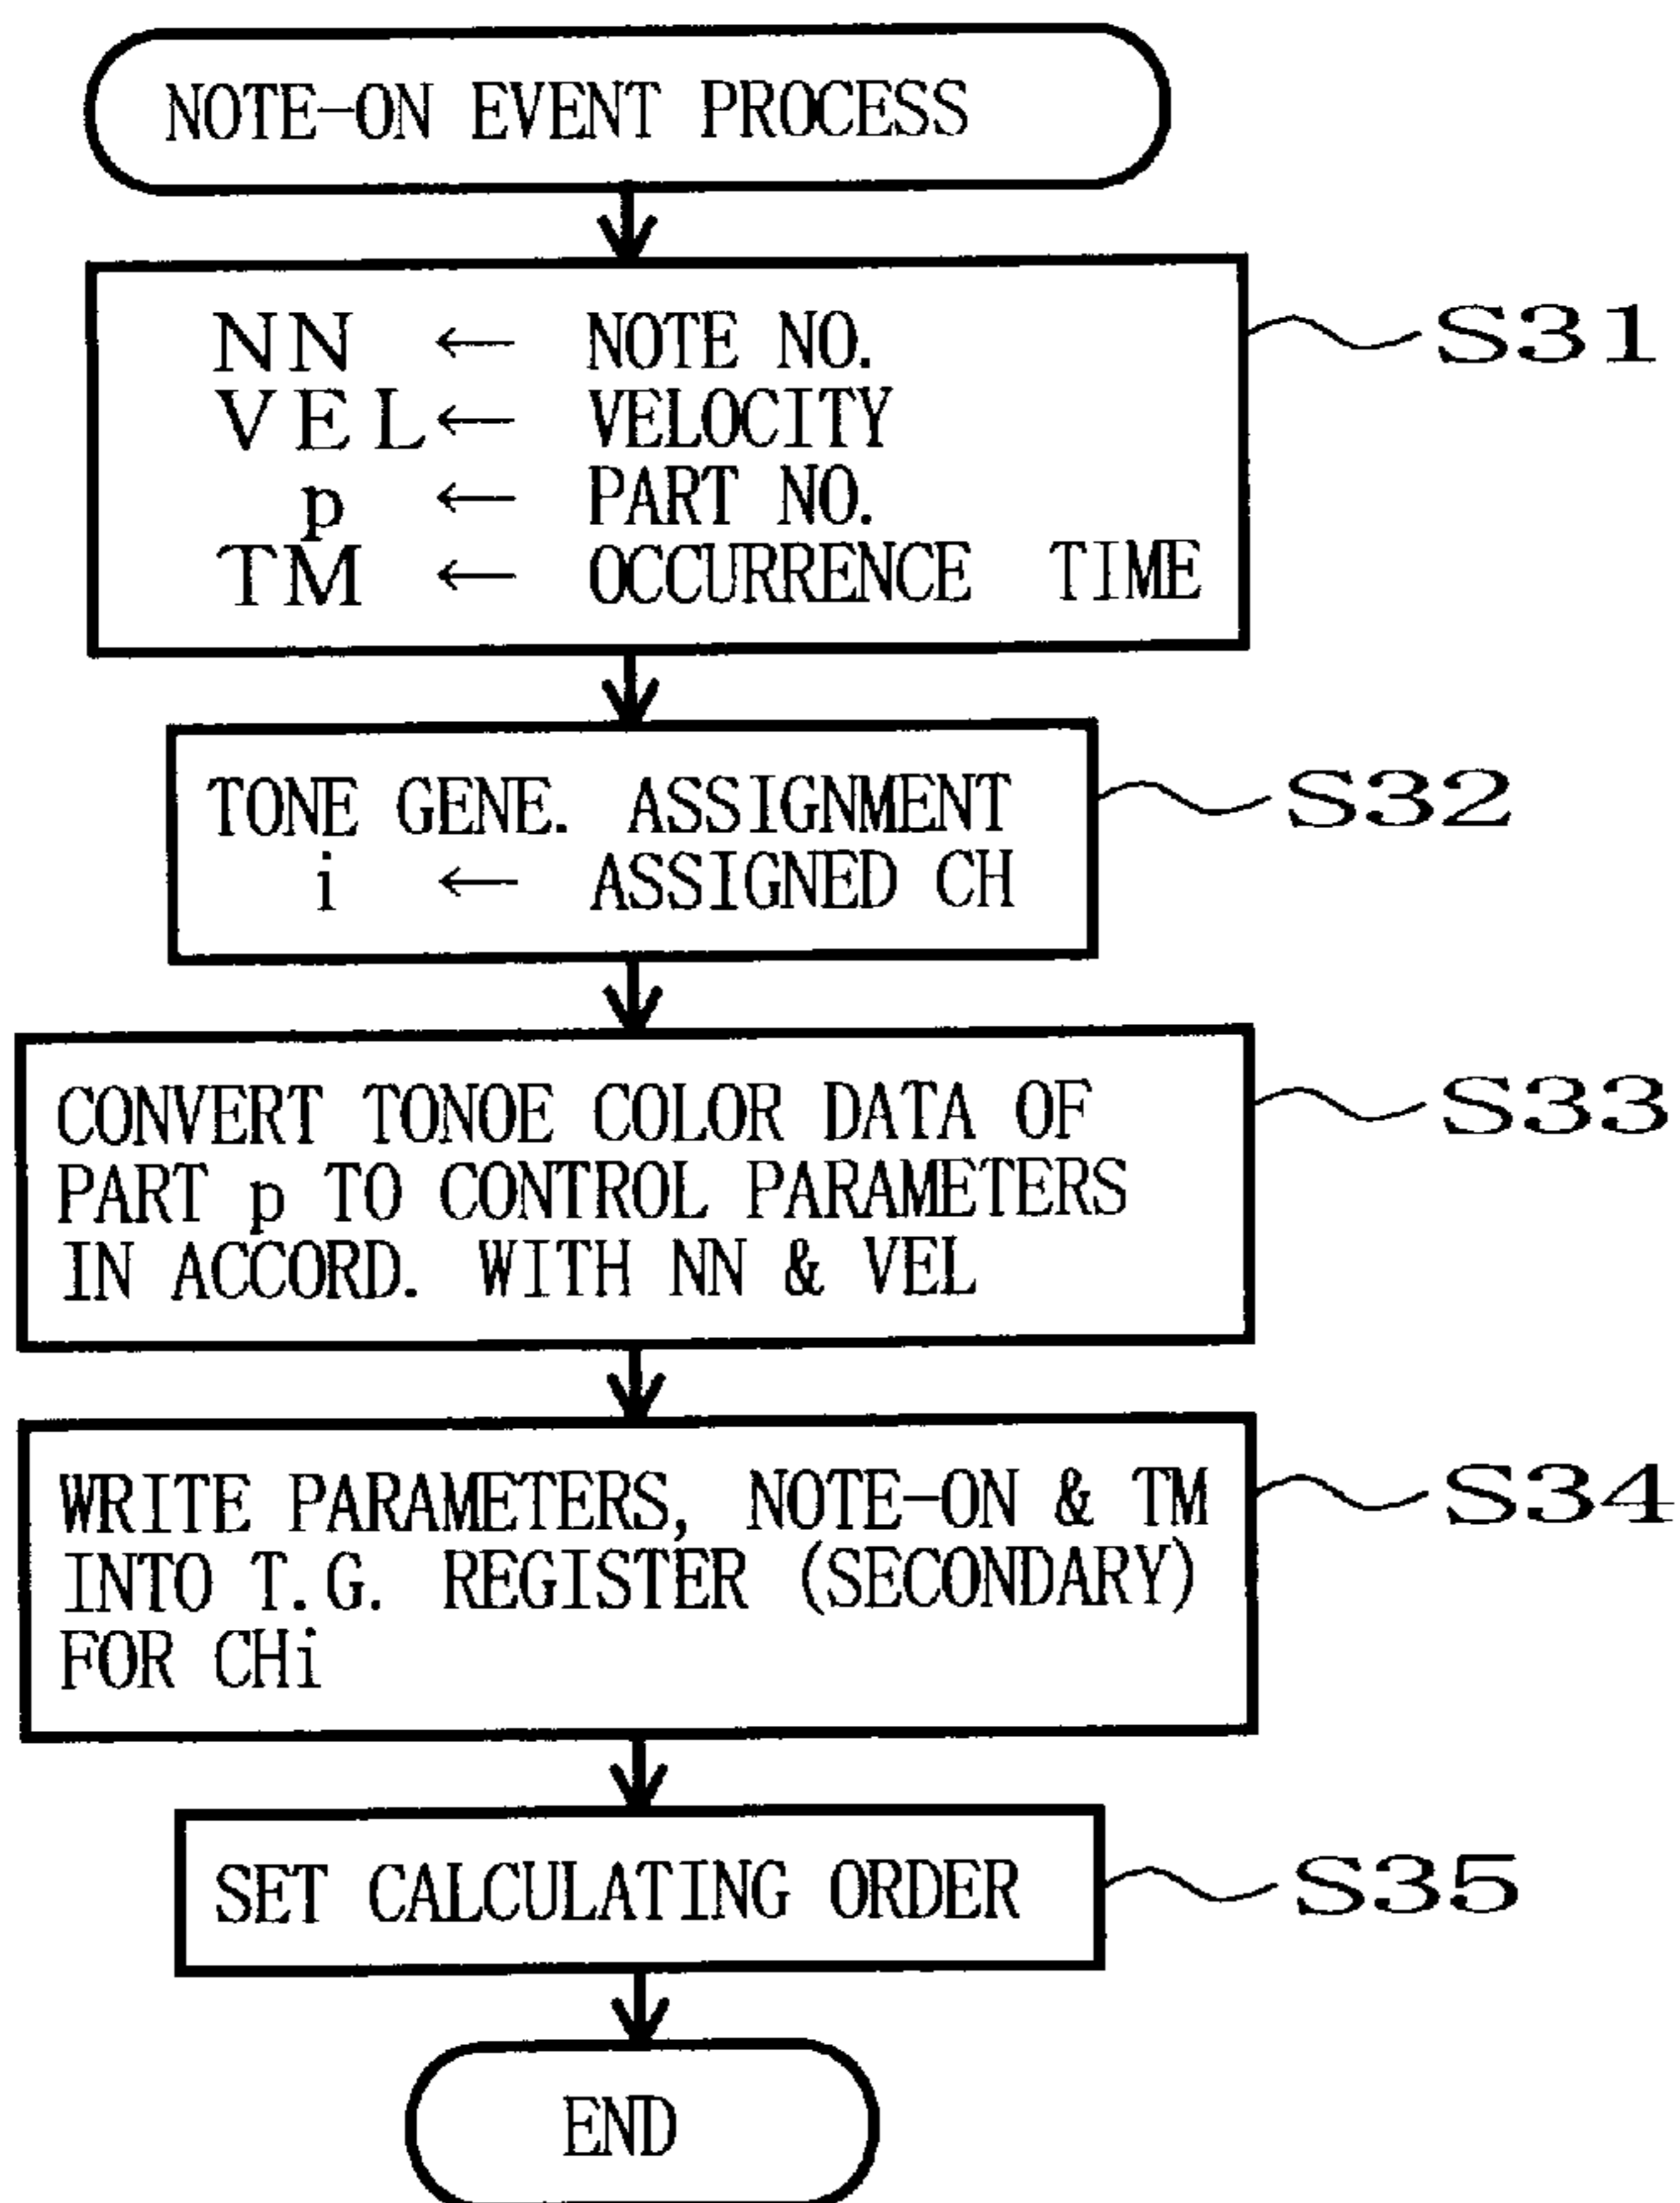 NOTE-ON EVENT PROCESS
NN ← NOTE NO.
VEL ← VELOCITY
p ← PART NO.
TM ← OCCURRENCE TIME
S31
TONE GENE. ASSIGNMENT
i ← ASSIGNED CH
S32
CONVERT TONOE COLOR DATA OF
PART p TO CONTROL PARAMETERS
IN ACCORD. WITH NN & VEL
S33
WRITE PARAMETERS, NOTE-ON & TM
INTO T.G. REGISTER (SECONDARY)
FOR CHi
S34
SET CALCULATING ORDER
S35
END